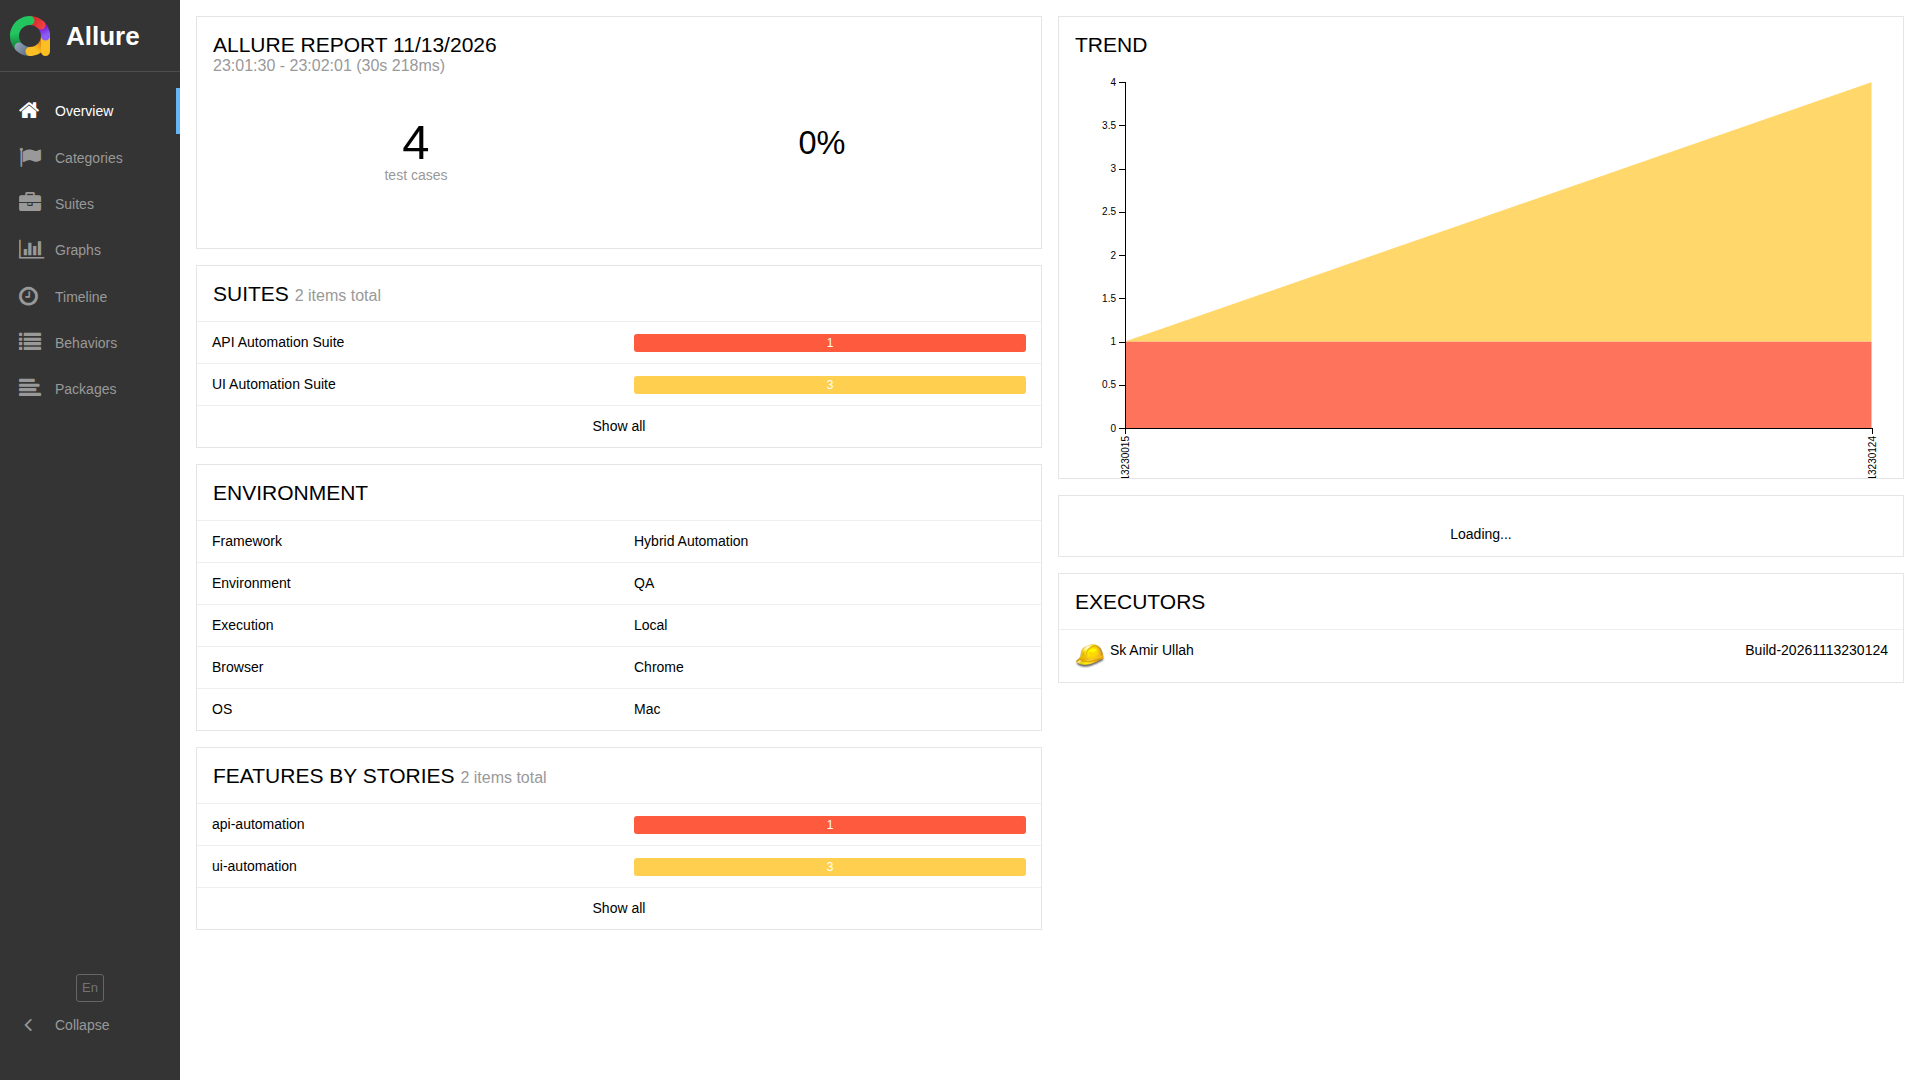 Allure
Overview
Categories
Suites
Graphs
Timeline
Behaviors
Packages
En
Collapse
ALLURE REPORT 11/13/2026
23:01:30 - 23:02:01 (30s 218ms)
4
test cases
0%
SUITES 2 items total
API Automation Suite 1
UI Automation Suite 3
Show all
ENVIRONMENT
Framework Hybrid Automation
Environment QA
Execution Local
Browser Chrome
OS Mac
FEATURES BY STORIES 2 items total
api-automation 1
ui-automation 3
Show all
TREND
4
3.5
3
2.5
2
1.5
1
0.5
0
13230015
13230124
Loading...
EXECUTORS
Sk Amir Ullah Build-20261113230124